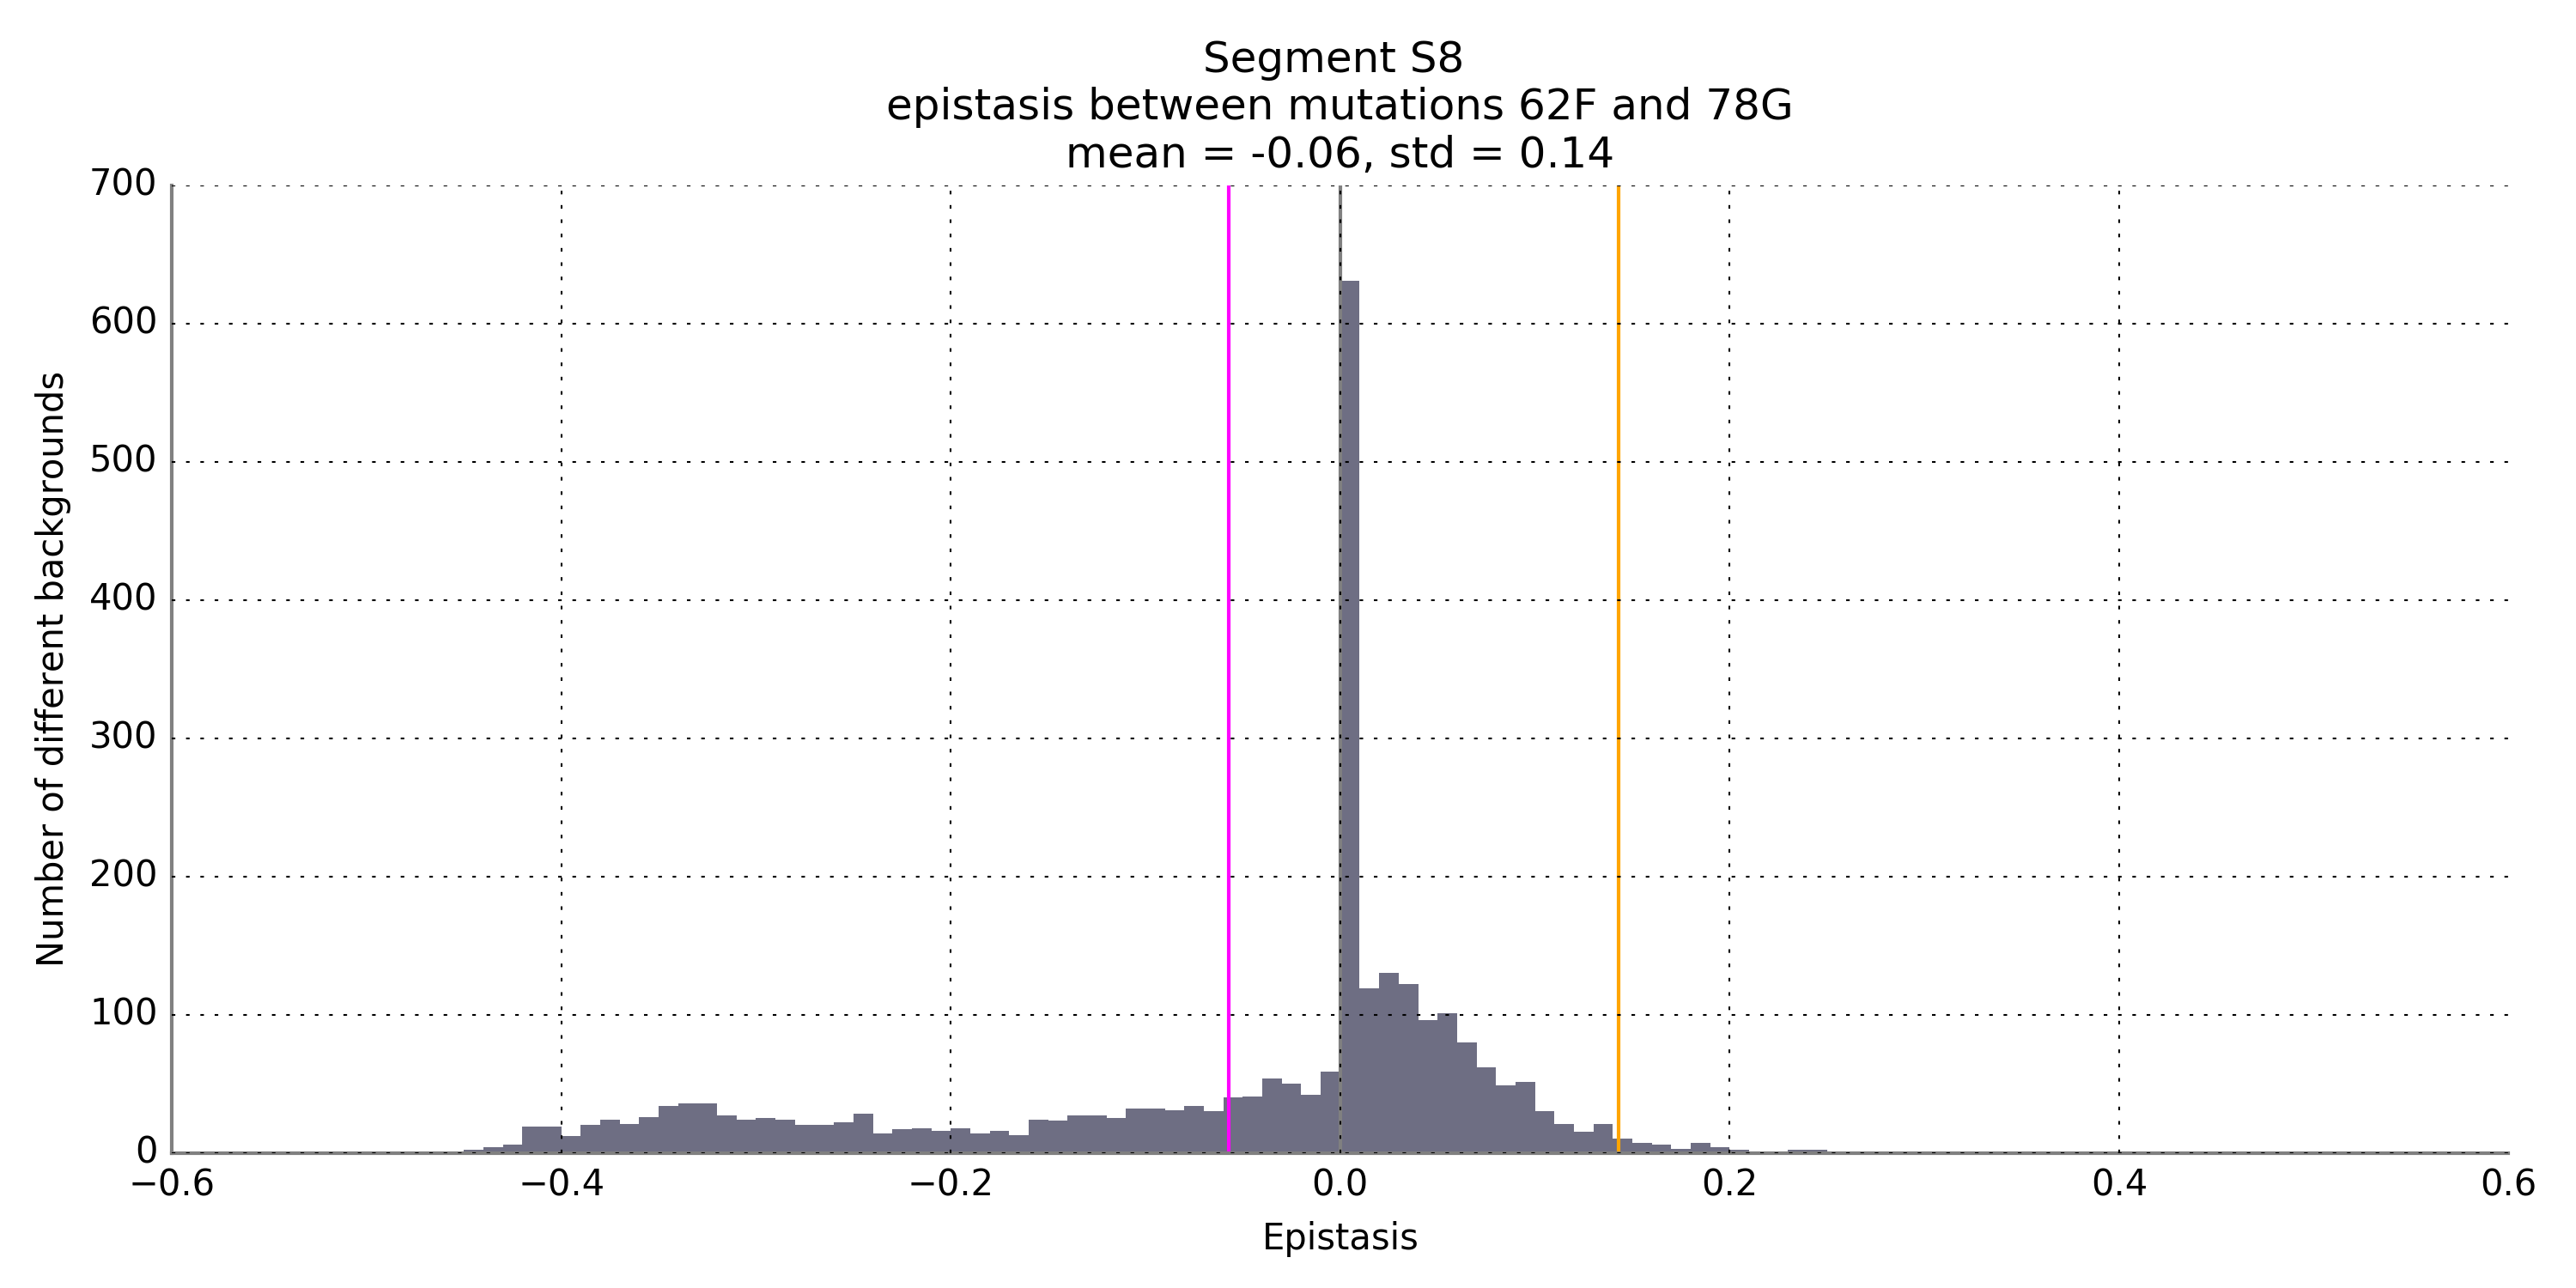 Segment S8
epistasis between mutations 62F and 78G
mean = -0.06, std = 0.14
Number of different backgrounds
700
600
500
400
300
200
100
0
−0.6 −0.4 −0.2 0.0 0.2 0.4 0.6
Epistasis